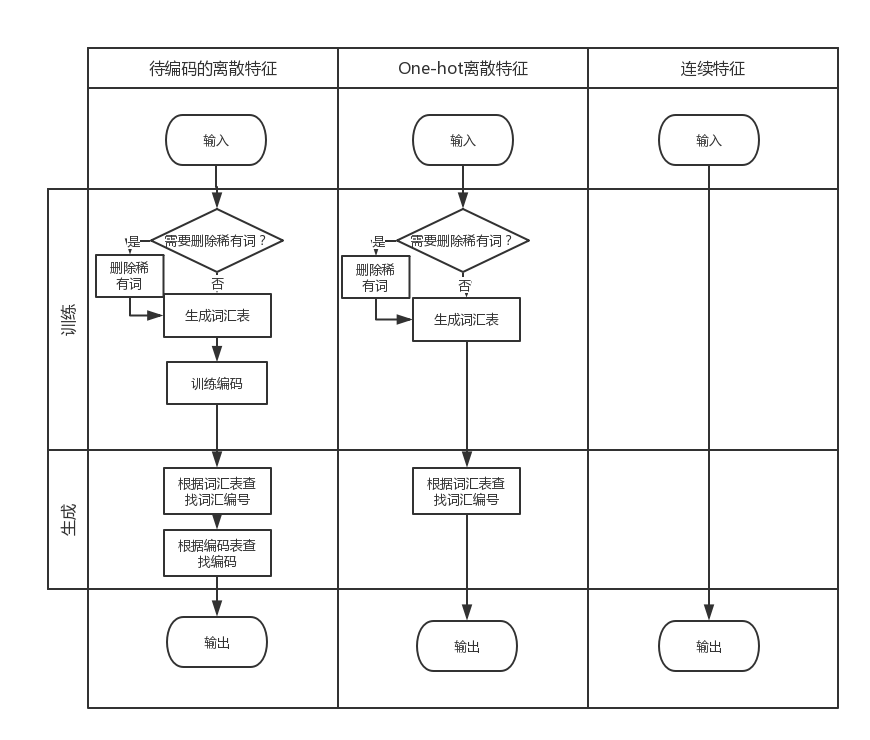 待编码的离散特征
One-hot离散特征
连续特征
输入
输入
输入
训练
需要删除稀有词？
是
删除稀
有词
否
生成词汇表
训练编码
需要删除稀有词？
是
删除稀
有词
否
生成词汇表
生成
根据词汇表查
找词汇编号
根据编码表查
找编码
根据词汇表查
找词汇编号
输出
输出
输出